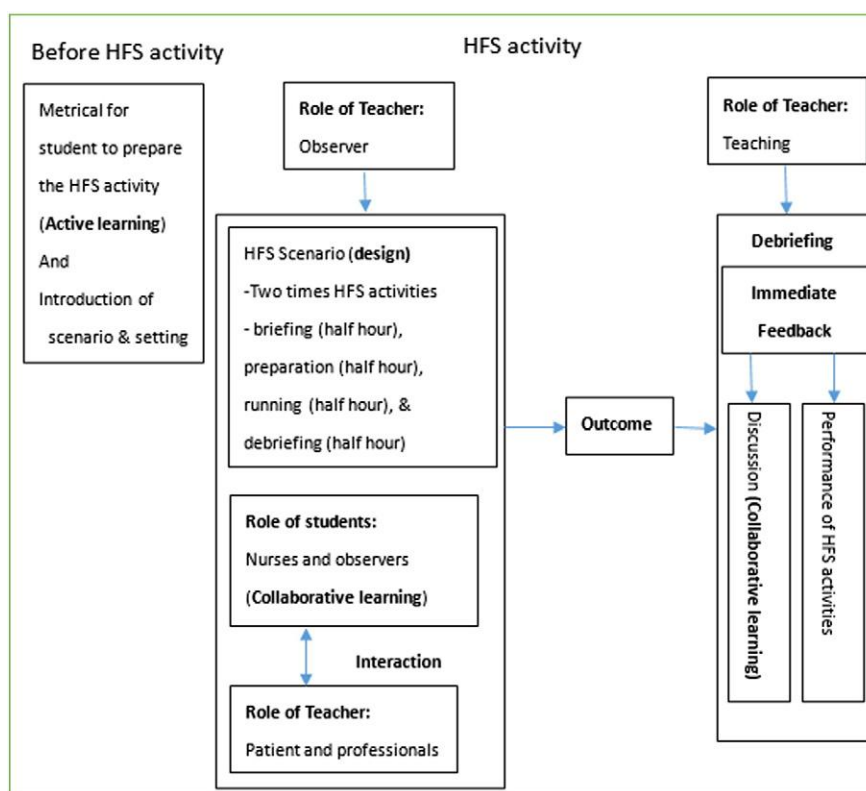 Before HFS activity
HFS activity
Metrical for
student to prepare
the HFS activity
(Active learning)
And
Introduction of
scenario & setting
Role of Teacher:
Observer
HFS Scenario (design)
-Two times HFS activities
- briefing (half hour),
preparation (half hour),
running (half hour), &
debriefing (half hour)
Role of students:
Nurses and observers
(Collaborative learning)
Interaction
Role of Teacher:
Patient and professionals
Outcome
Role of Teacher:
Teaching
Debriefing
Immediate
Feedback
Discussion (Collaborative
learning)
Performance of HFS activities